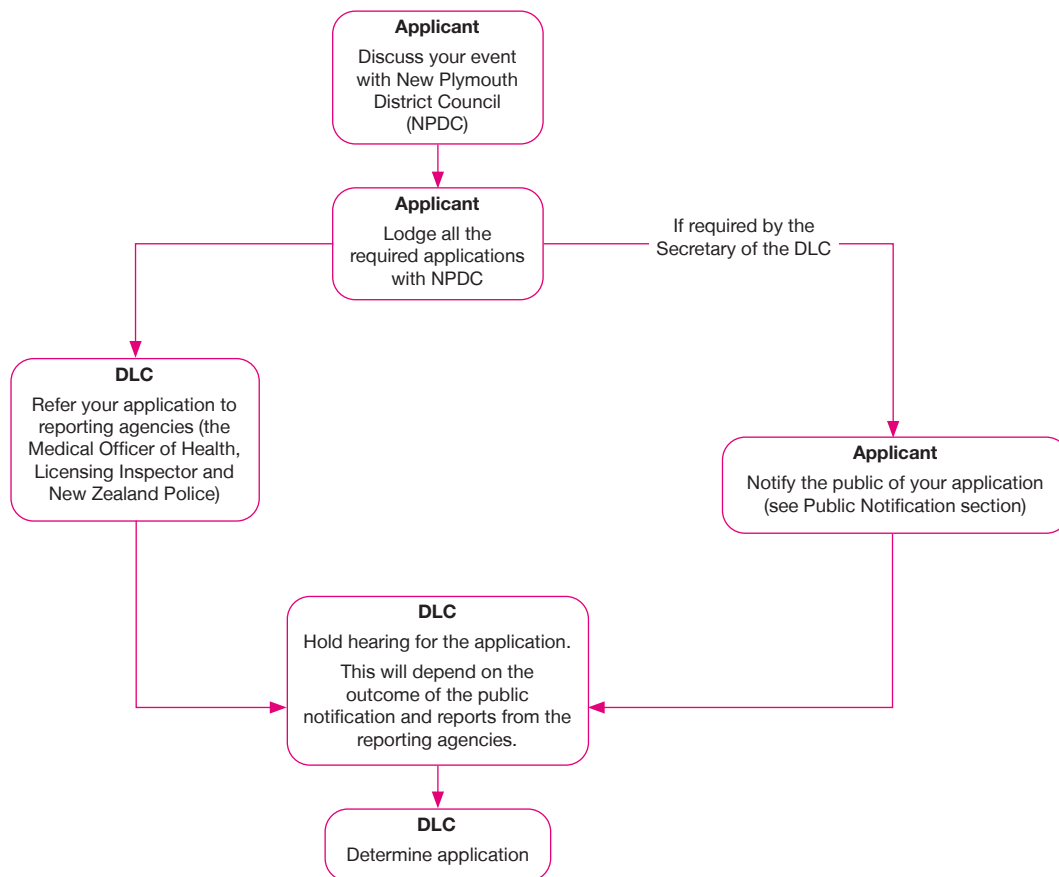 Applicant
Discuss your event
with New Plymouth
District Council
(NPDC)
Applicant
Lodge all the
required applications
with NPDC
If required by the
Secretary of the DLC
DLC
Refer your application to
reporting agencies (the
Medical Officer of Health,
Licensing Inspector and
New Zealand Police)
Applicant
Notify the public of your application
(see Public Notification section)
DLC
Hold hearing for the application.
This will depend on the
outcome of the public
notification and reports from the
reporting agencies.
DLC
Determine application